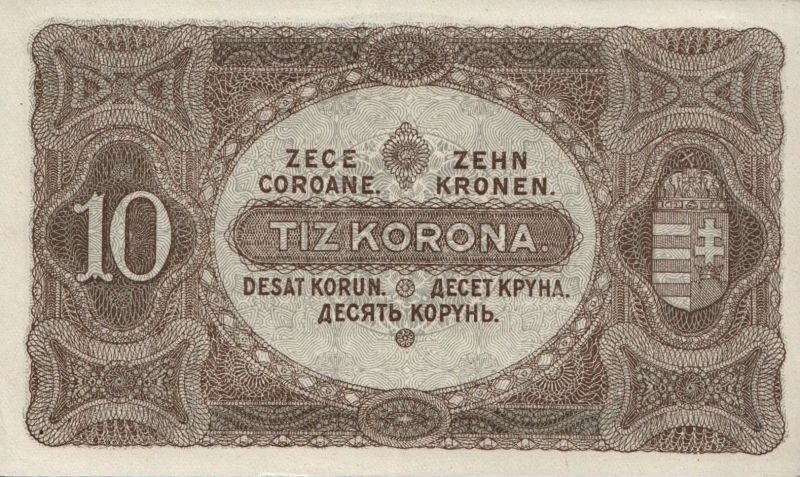 ZECE
COROANE.
ZEHN
KRONEN.
10
TIZ KORONA.
DESAT KORUN.
ДЕСЕТ КРУНА.
ДЕСЯТЬ КОРУНЬ.